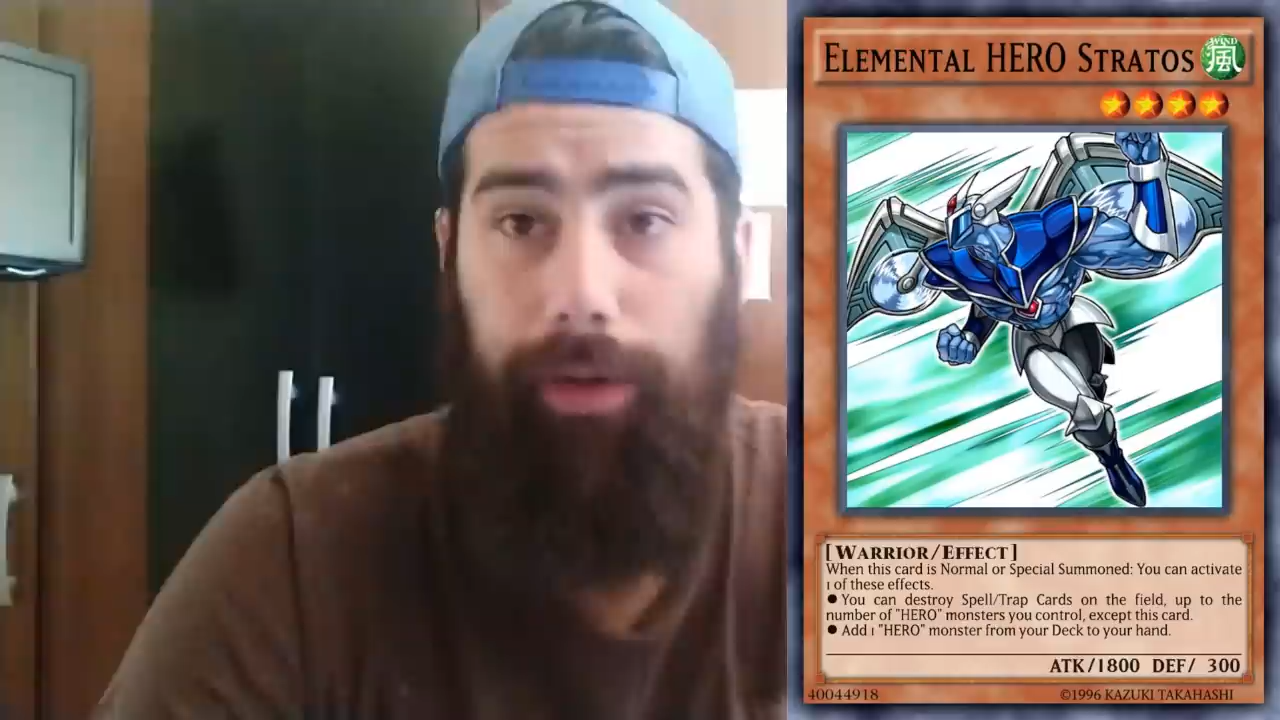 ELEMENTAL HERO STRATOS
WIND
風
[WARRIOR/EFFECT]
When this card is Normal or Special Summoned: You can activate
1 of these effects.
● You can destroy Spell/Trap Cards on the field, up to the
number of "HERO" monsters you control, except this card.
● Add 1 "HERO" monster from your Deck to your hand.
ATK/1800 DEF/ 300
40044918
©1996 KAZUKI TAKAHASHI